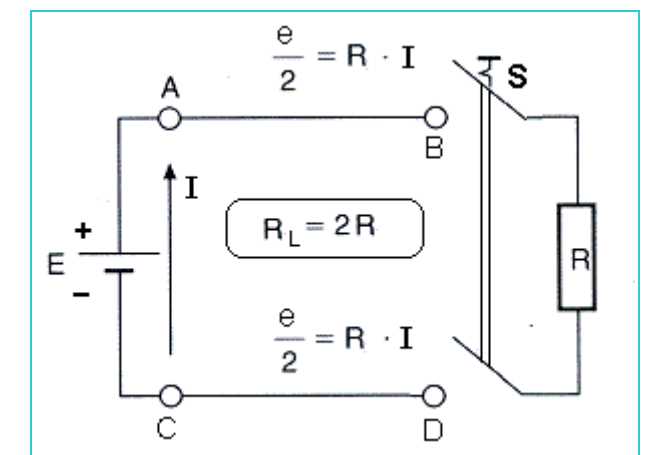 e/2 = R · I
S
A
B
I
R_L = 2R
+
E
−
R
e/2 = R · I
C
D